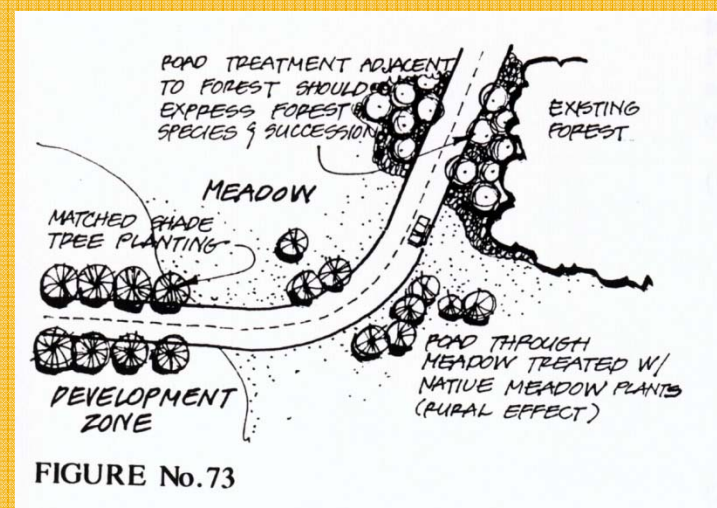 ROAD TREATMENT ADJACENT
TO FOREST SHOULD
EXPRESS FOREST
SPECIES & SUCCESSION
EXISTING
FOREST
MEADOW
MATCHED SHADE
TREE PLANTING
ROAD THROUGH
MEADOW TREATED W/
NATIVE MEADOW PLANTS
(RURAL EFFECT)
DEVELOPMENT
ZONE
FIGURE No.73